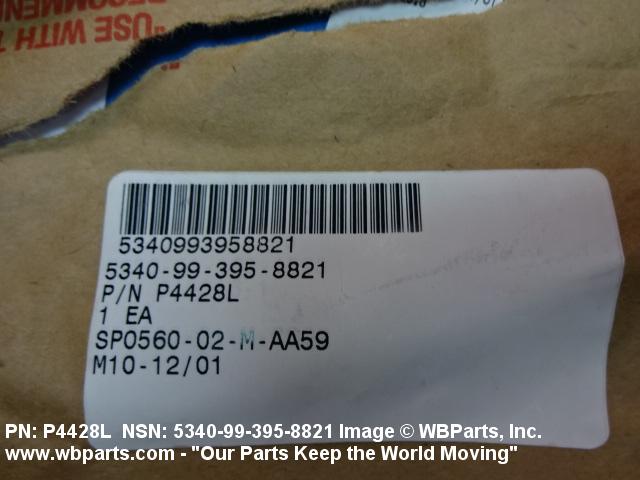 RECOMMEN
"USE WITH
5340993958821
5340-99-395-8821
P/N P4428L
1 EA
SP0560-02-M-AA59
M10-12/01
PN: P4428L NSN: 5340-99-395-8821 Image © WBParts, Inc.
www.wbparts.com - "Our Parts Keep the World Moving"